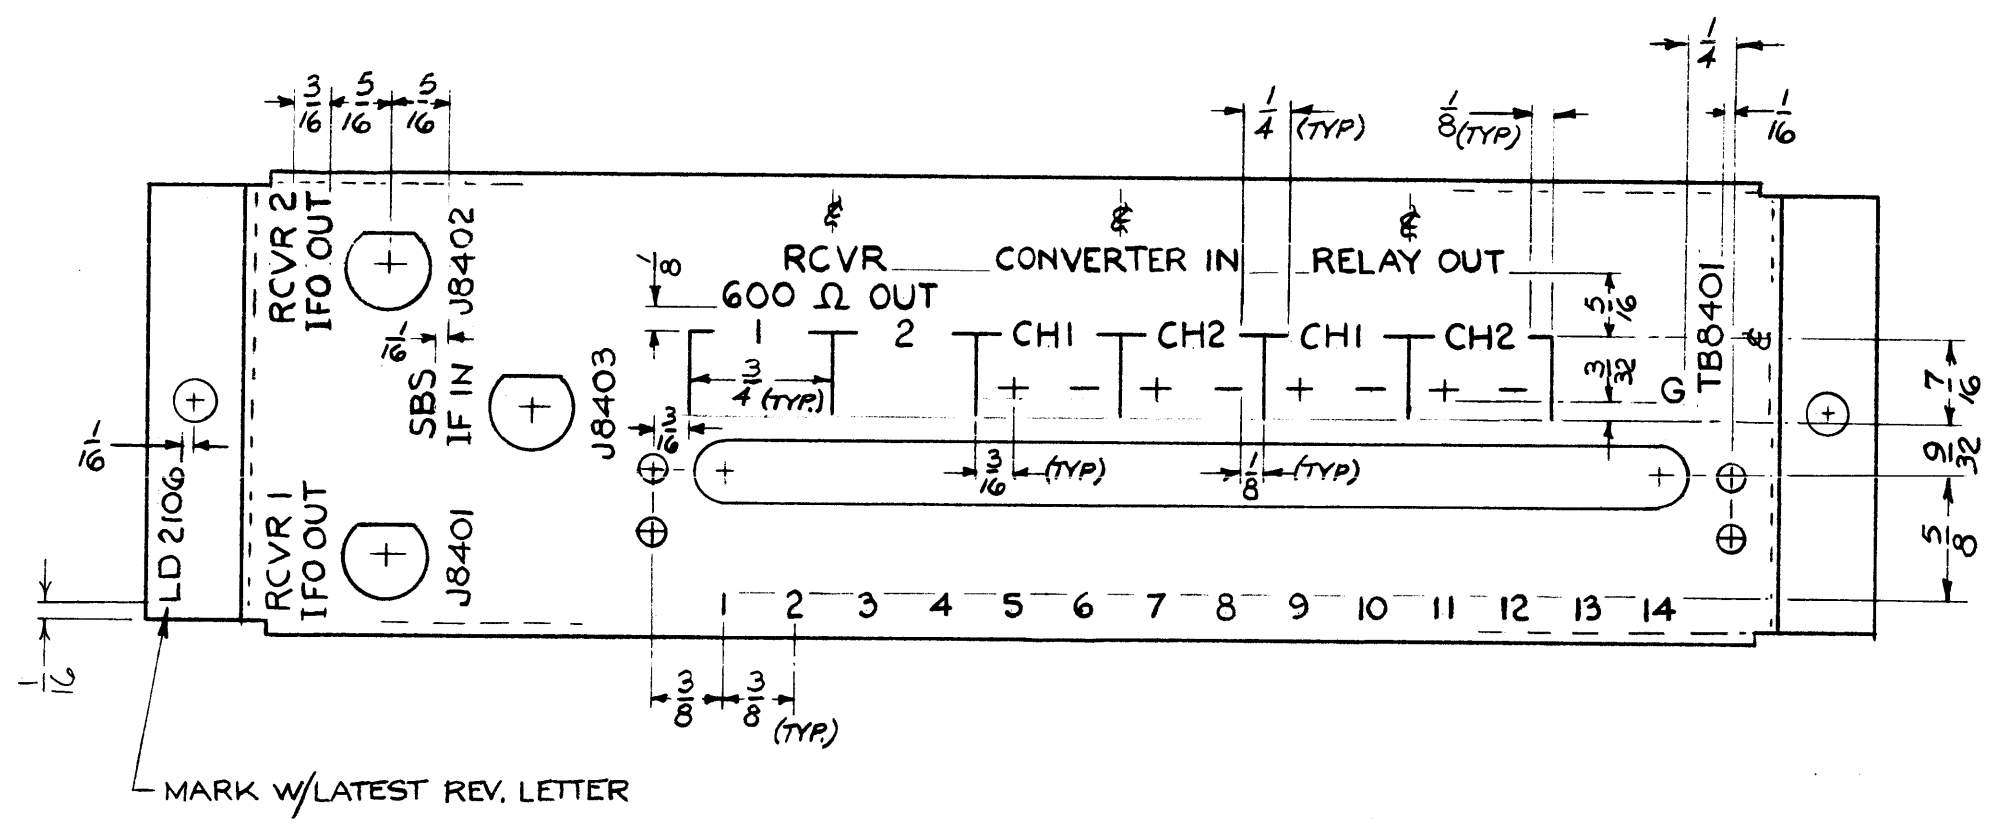 1/4
3/16 5/16 5/16
1/4 (TYP)
1/8 (TYP)
1/16
RCVR 2
IFO OUT
J8402
1/16
SBS
IF IN
J8403
RCVR 1
IFO OUT
J8401
1/16
LD 2106
1/16
1/8
℄ ℄ ℄
RCVR CONVERTER IN RELAY OUT
600 Ω OUT
1 2 CH1 CH2 CH1 CH2
℄
5/16
TB8401
3/4 (TYP.)
+ - + - + - + -
3/32
G
7/16
3/16
3/16 (TYP)
1/8 (TYP)
9/32
5/8
1 2 3 4 5 6 7 8 9 10 11 12 13 14
3/8 3/8 (TYP.)
MARK W/LATEST REV. LETTER